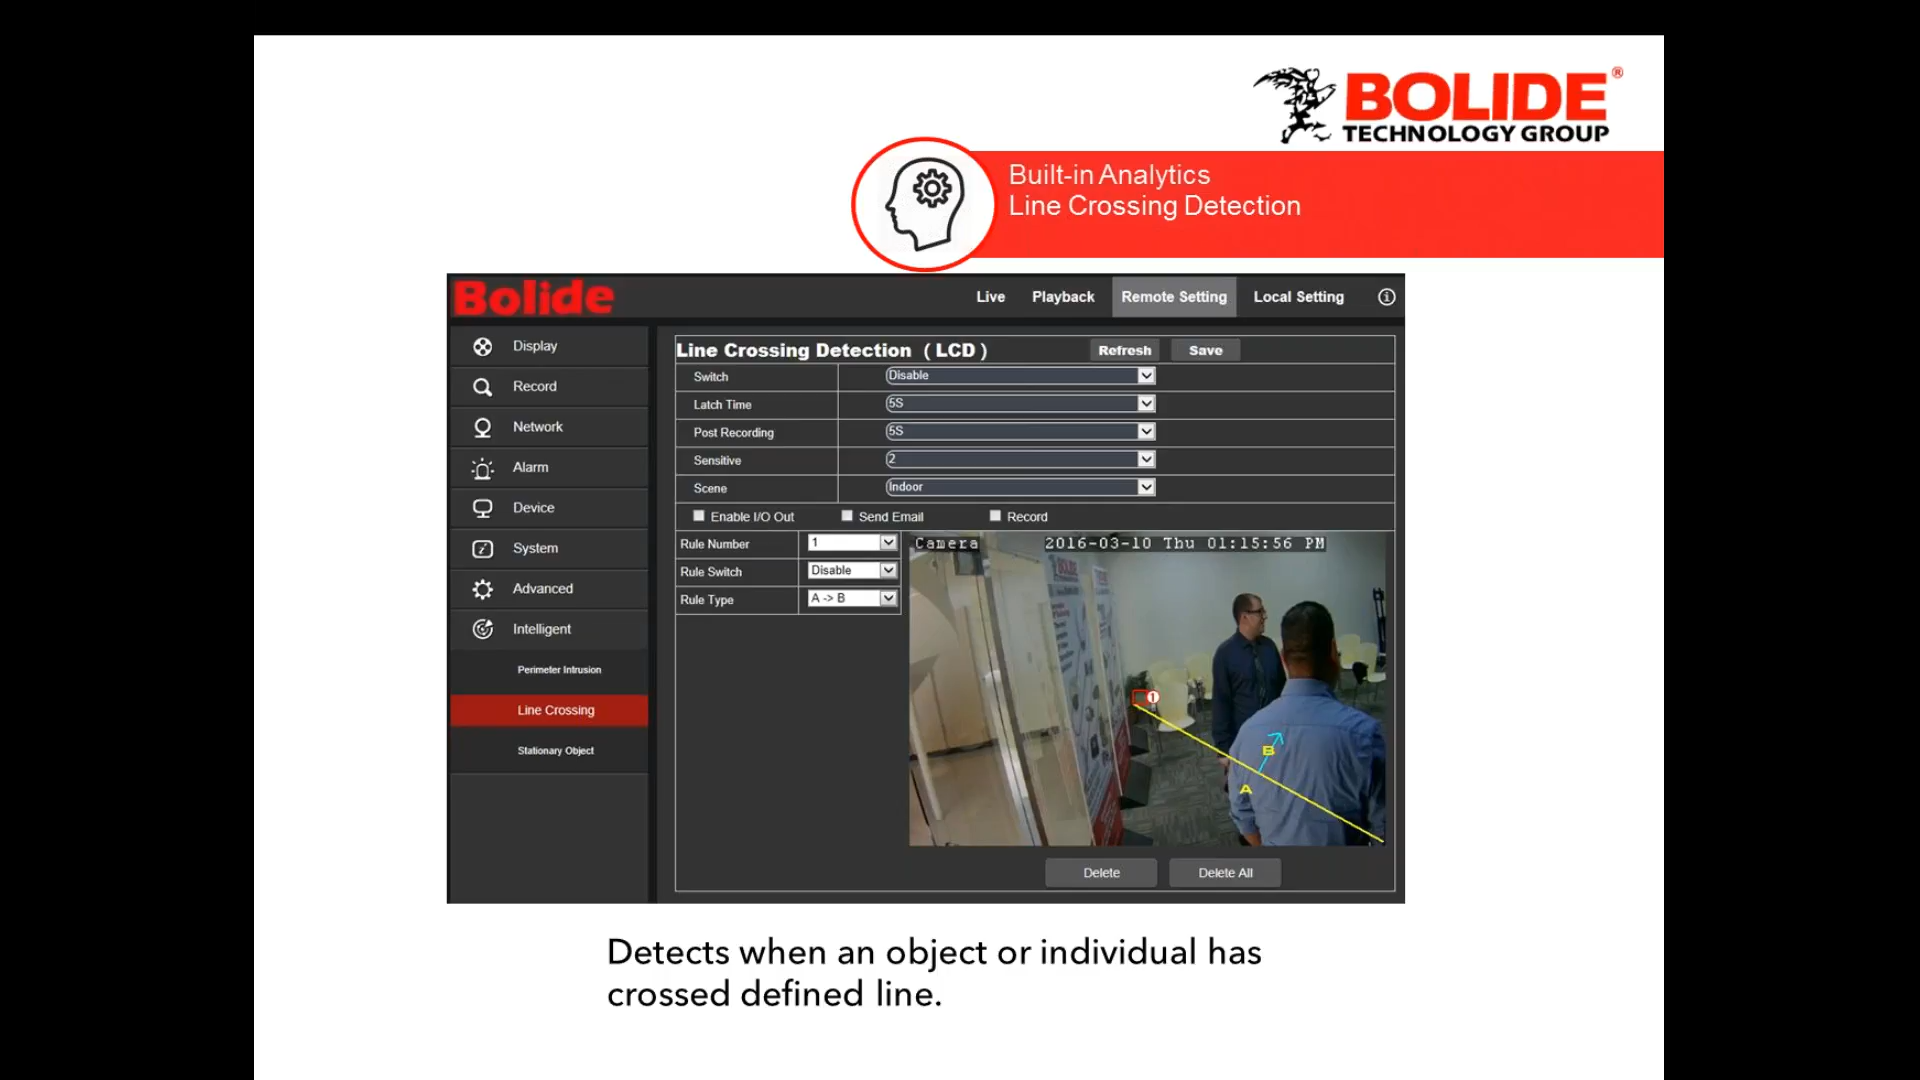 BOLIDE®
TECHNOLOGY GROUP
Built-in Analytics
Line Crossing Detection
Bolide
Live Playback Remote Setting Local Setting
Display
Record
Network
Alarm
Device
System
Advanced
Intelligent
Perimeter Intrusion
Line Crossing
Stationary Object
Line Crossing Detection ( LCD ) Refresh Save
Switch Disable
Latch Time 5S
Post Recording 5S
Sensitive 2
Scene Indoor
Enable I/O Out Send Email Record
Rule Number 1
Rule Switch Disable
Rule Type A -> B
Camera 2016-03-10 Thu 01:15:56 PM
BOLIDE
1
B
A
Delete Delete All
Detects when an object or individual has
crossed defined line.